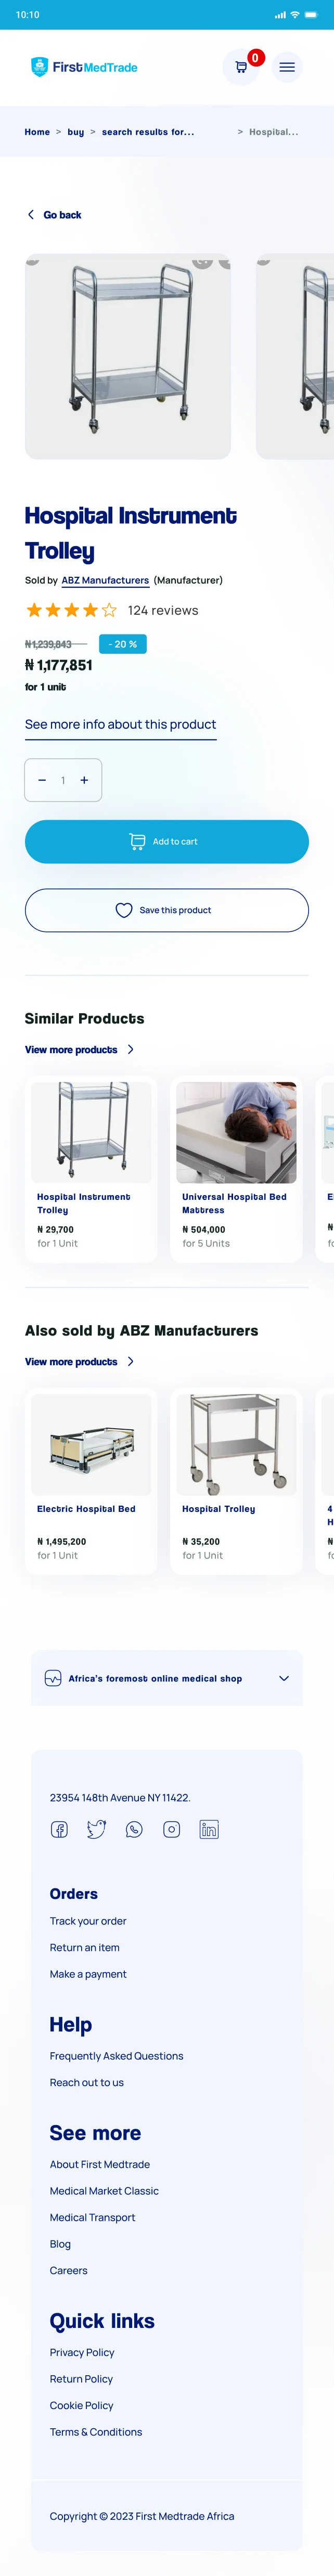 10:10
FirstMedTrade
0
Home > buy > search results for... > Hospital...
Go back
Hospital Instrument
Trolley
Sold by ABZ Manufacturers (Manufacturer)
124 reviews
₦1,239,843
- 20 %
₦ 1,177,851
for 1 unit
See more info about this product
− 1 +
Add to cart
Save this product
Similar Products
View more products
Hospital Instrument
Trolley
₦ 29,700
for 1 Unit
Universal Hospital Bed
Mattress
₦ 504,000
for 5 Units
E
₦
fo
Also sold by ABZ Manufacturers
View more products
Electric Hospital Bed
₦ 1,495,200
for 1 Unit
Hospital Trolley
₦ 35,200
for 1 Unit
4
H
₦
fo
Africa's foremost online medical shop
23954 148th Avenue NY 11422.
Orders
Track your order
Return an item
Make a payment
Help
Frequently Asked Questions
Reach out to us
See more
About First Medtrade
Medical Market Classic
Medical Transport
Blog
Careers
Quick links
Privacy Policy
Return Policy
Cookie Policy
Terms & Conditions
Copyright © 2023 First Medtrade Africa